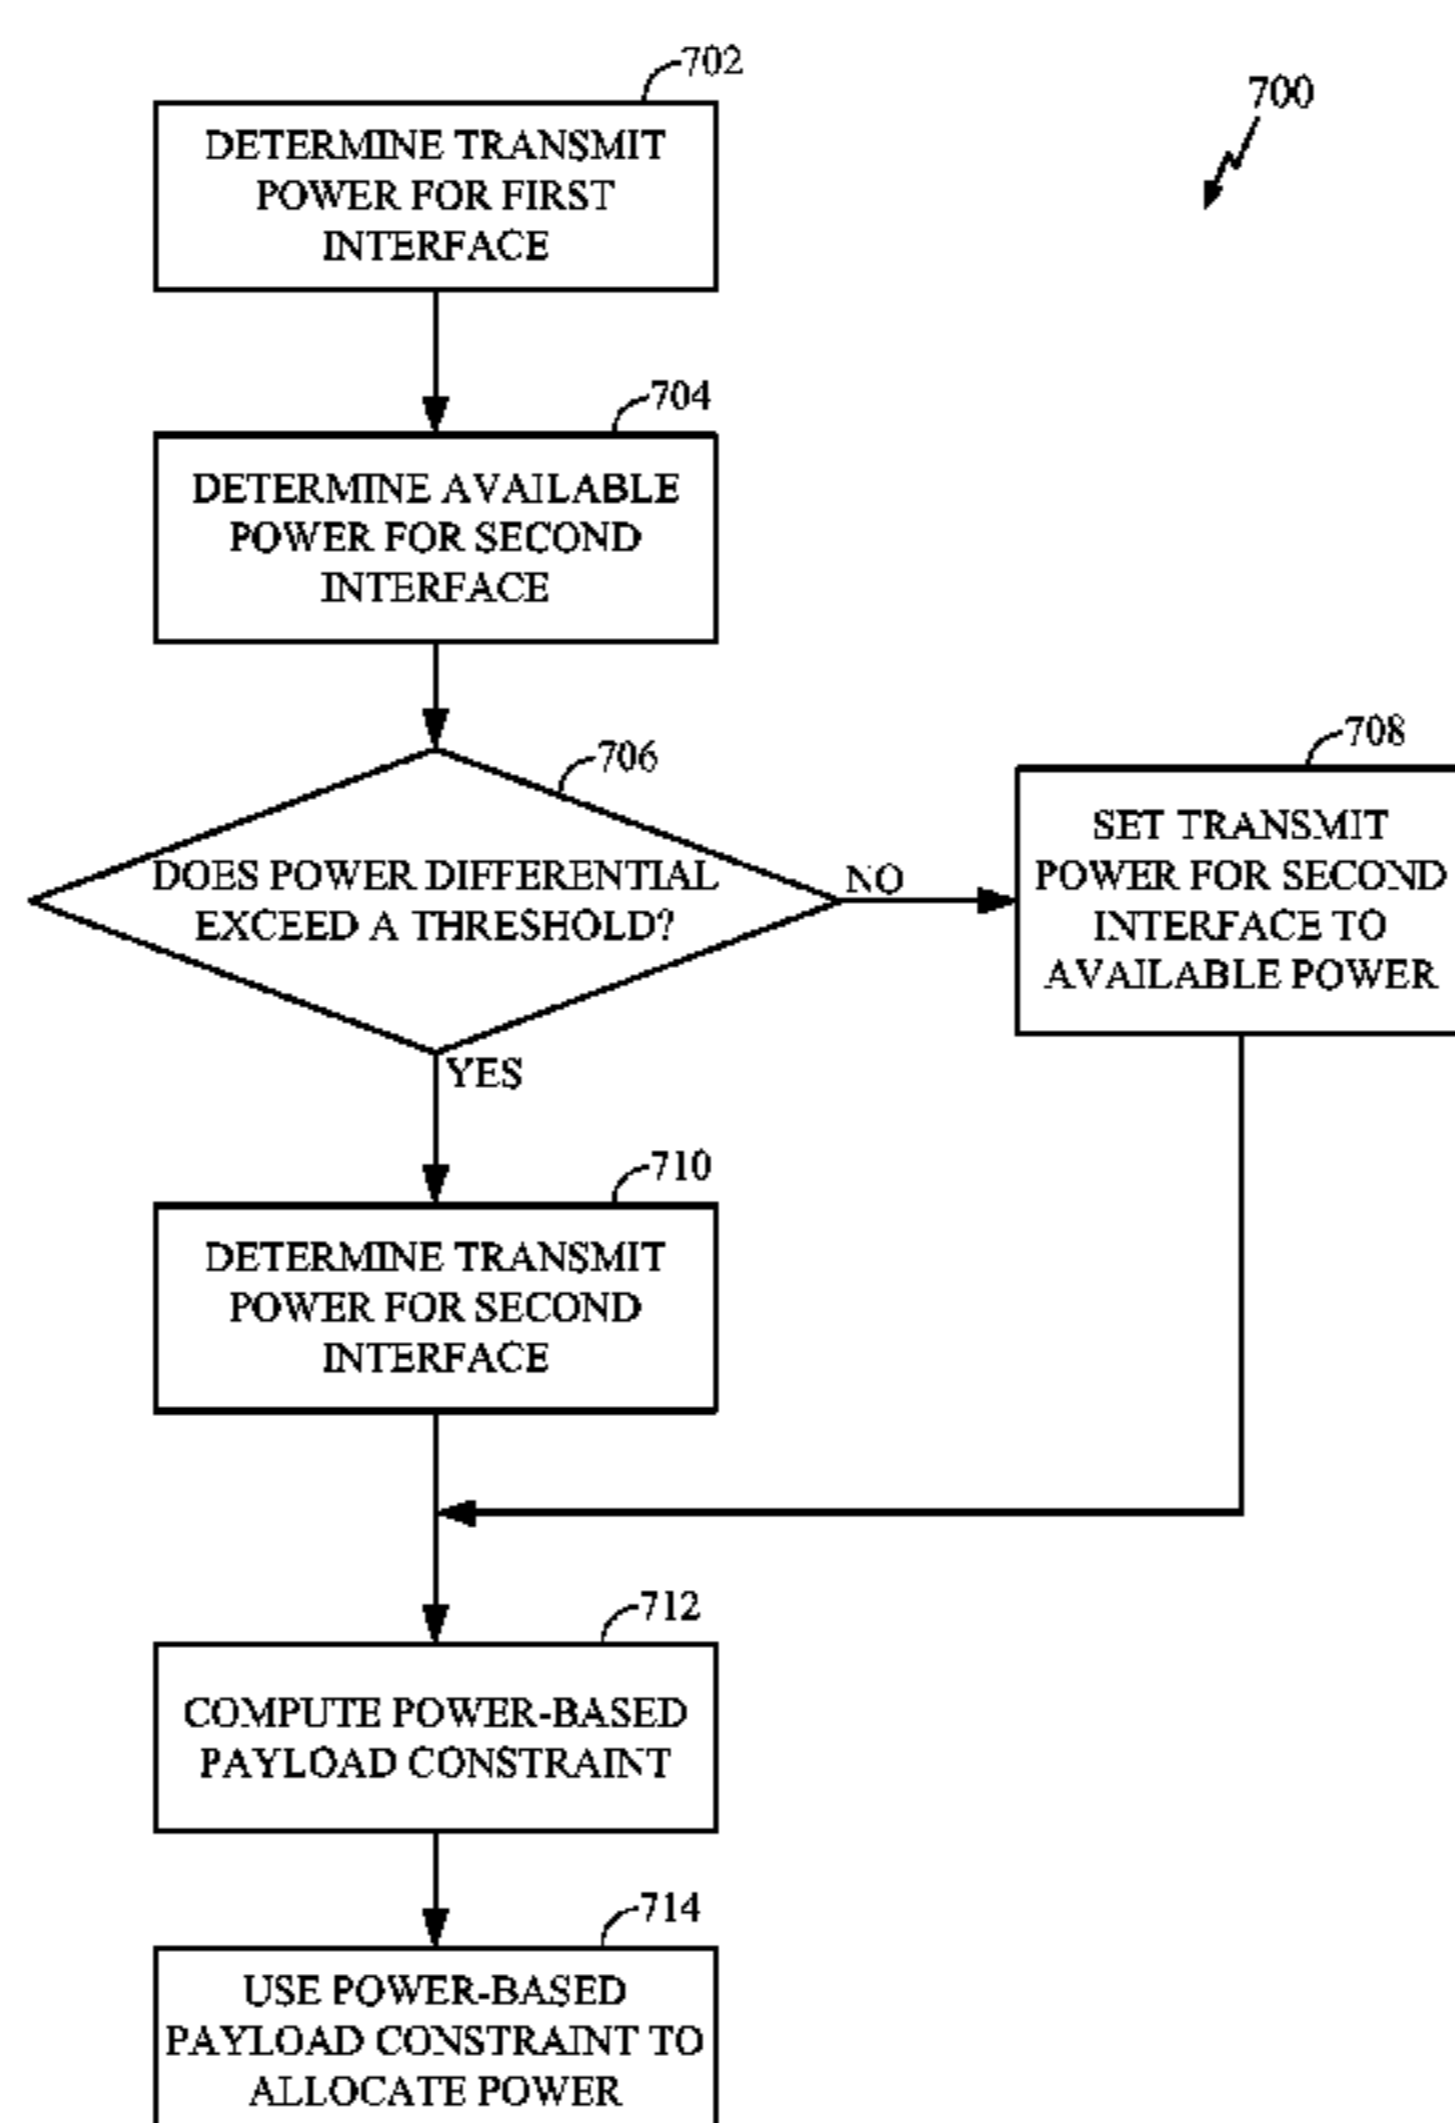 702
700
DETERMINE TRANSMIT
POWER FOR FIRST
INTERFACE
704
DETERMINE AVAILABLE
POWER FOR SECOND
INTERFACE
706
DOES POWER DIFFERENTIAL
EXCEED A THRESHOLD?
NO
YES
708
SET TRANSMIT
POWER FOR SECOND
INTERFACE TO
AVAILABLE POWER
710
DETERMINE TRANSMIT
POWER FOR SECOND
INTERFACE
712
COMPUTE POWER-BASED
PAYLOAD CONSTRAINT
714
USE POWER-BASED
PAYLOAD CONSTRAINT TO
ALLOCATE POWER